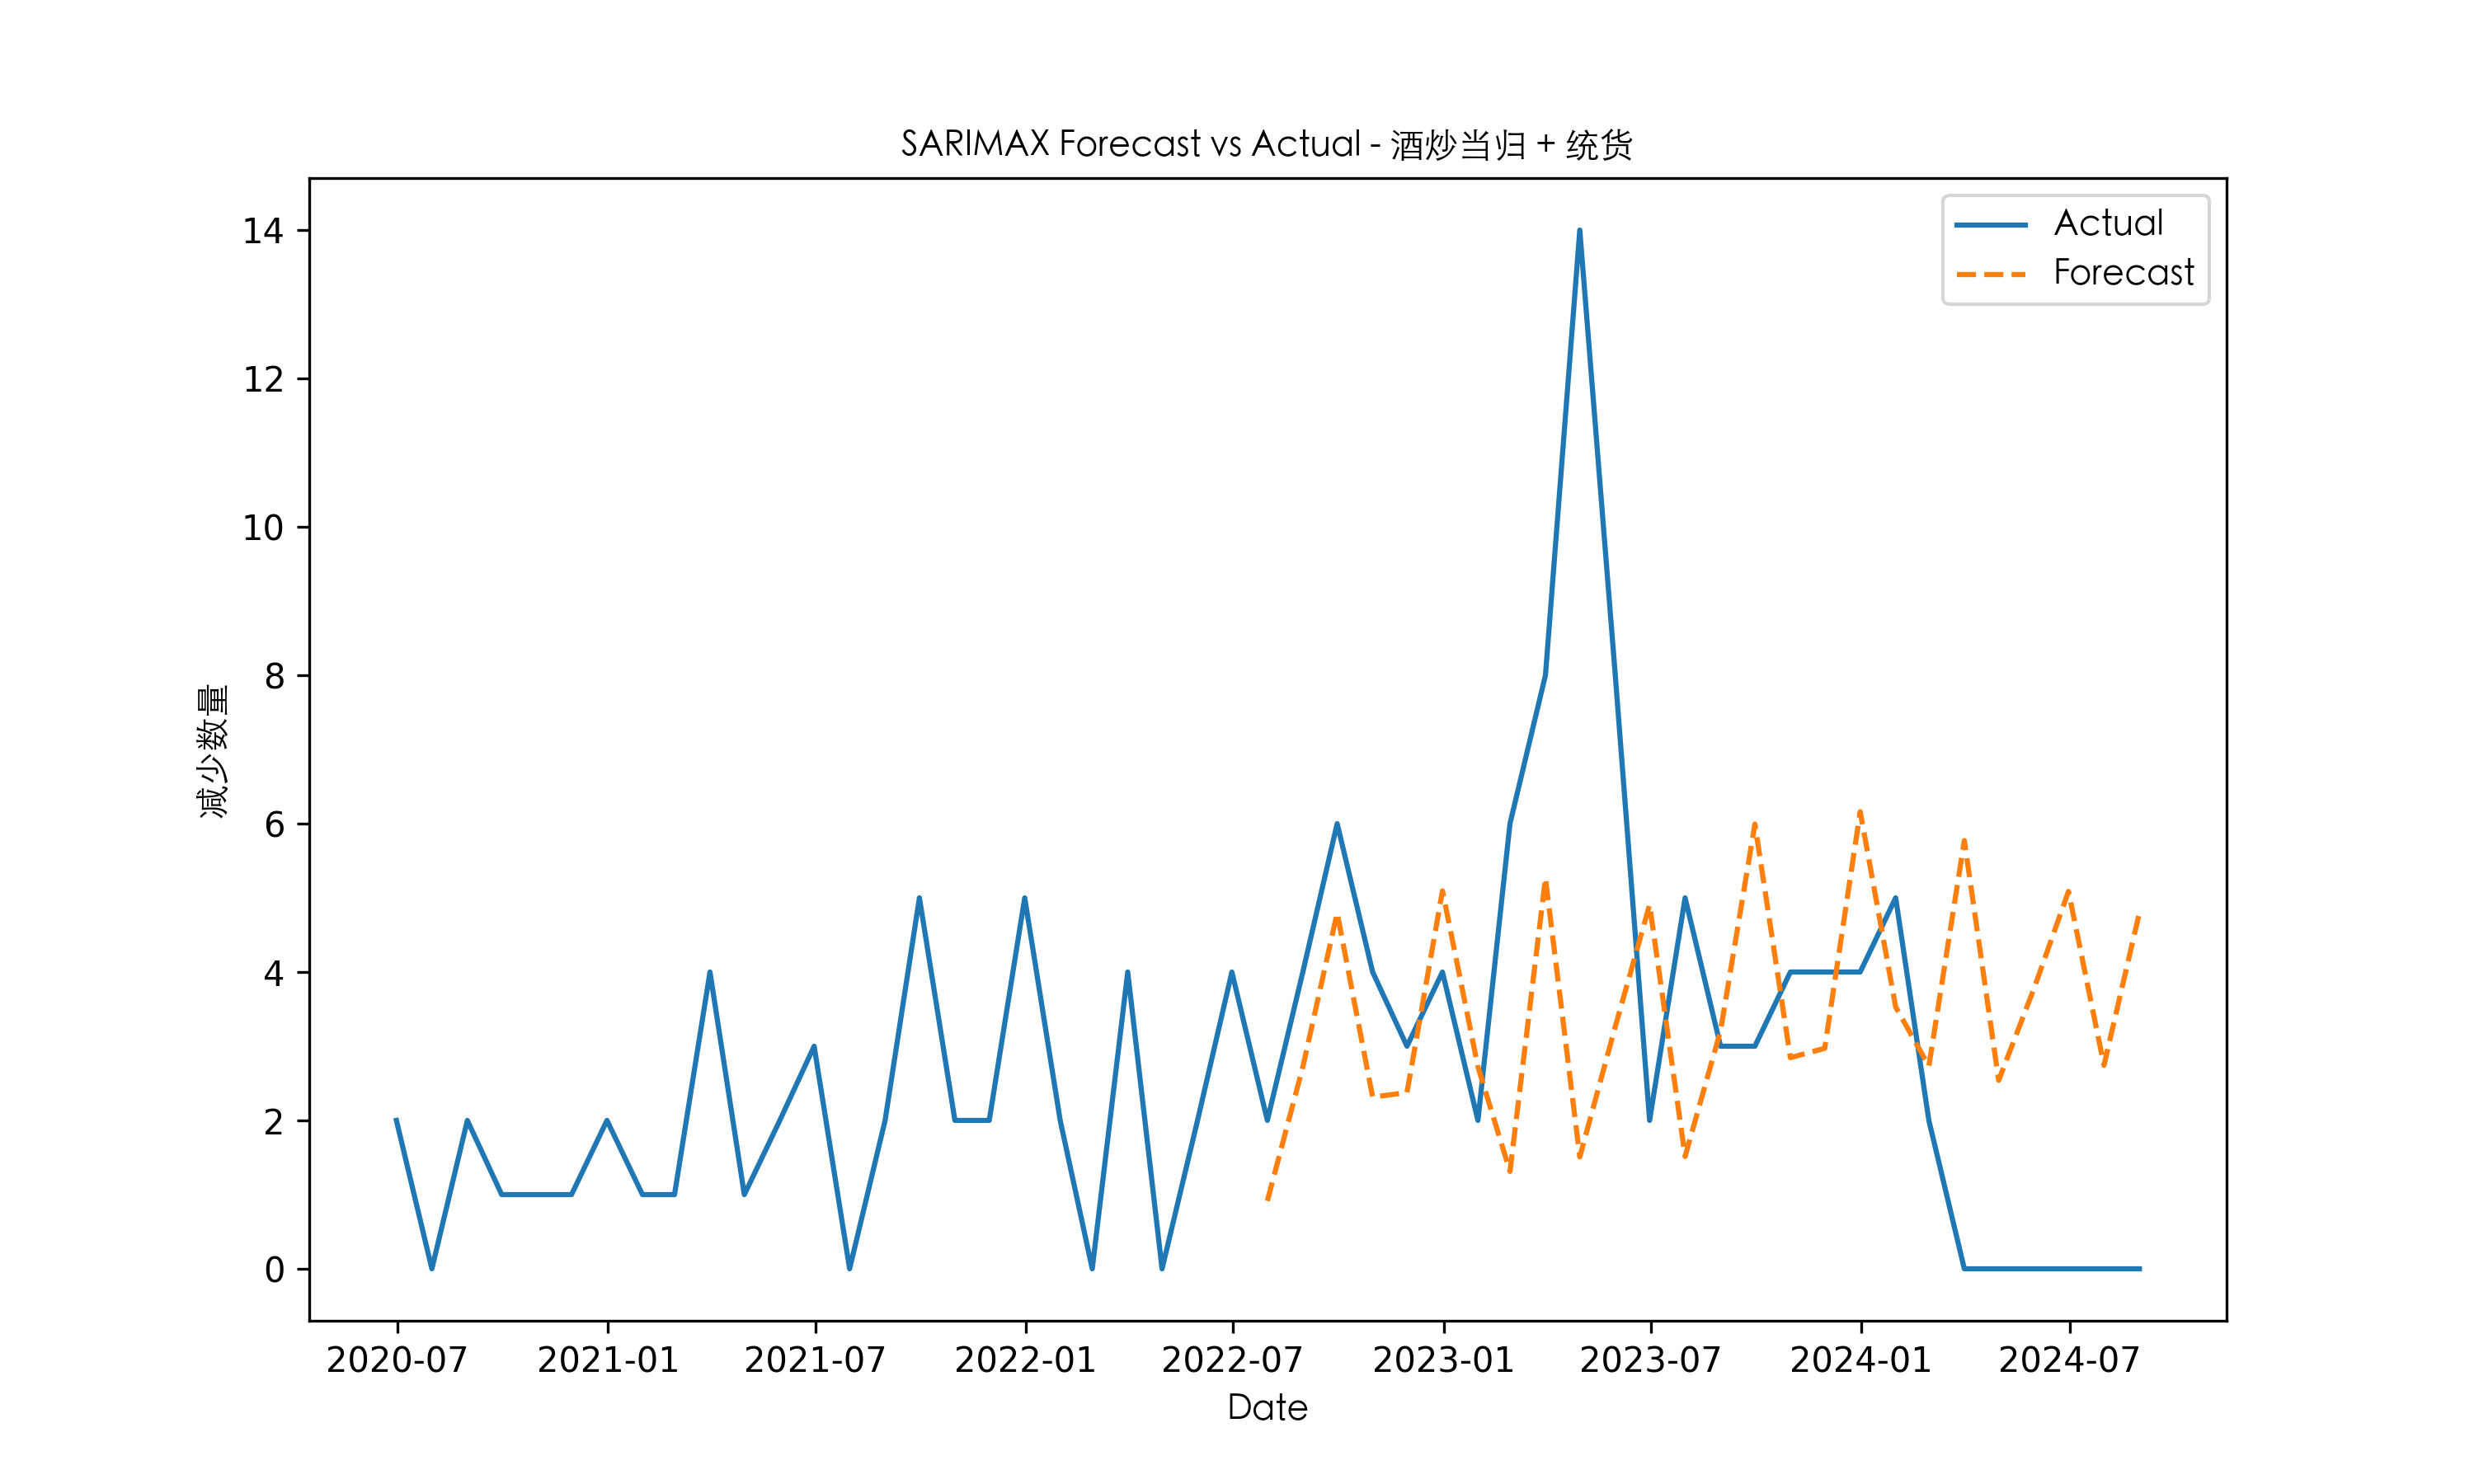 SARIMAX Forecast vs Actual - 酒炒当归 + 统货
Actual
Forecast
减少数量
14
12
10
8
6
4
2
0
2020-07 2021-01 2021-07 2022-01 2022-07 2023-01 2023-07 2024-01 2024-07
Date